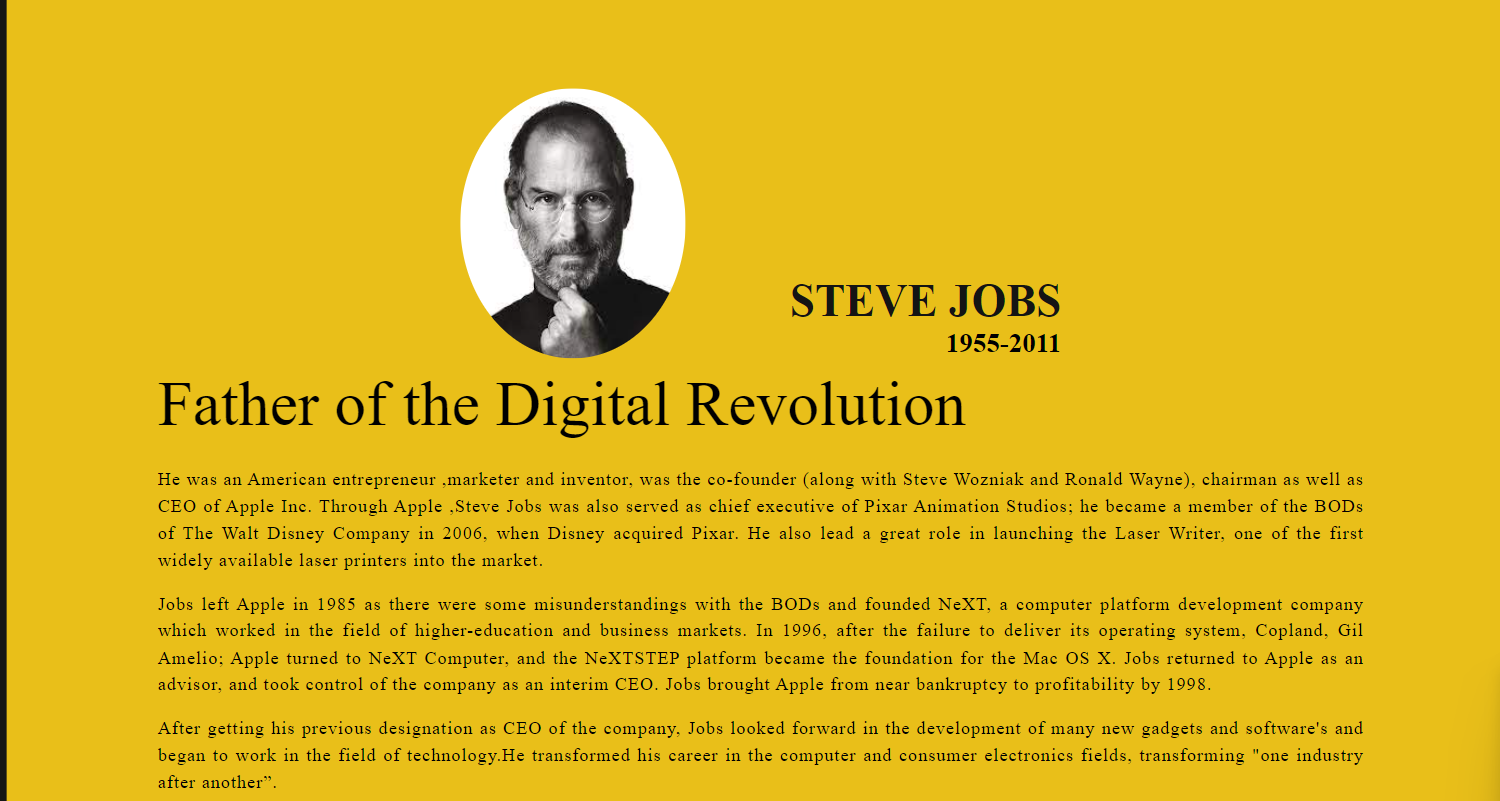 STEVE JOBS
1955-2011
Father of the Digital Revolution
He was an American entrepreneur ,marketer and inventor, was the co-founder (along with Steve Wozniak and Ronald Wayne), chairman as well as
CEO of Apple Inc. Through Apple ,Steve Jobs was also served as chief executive of Pixar Animation Studios; he became a member of the BODs
of The Walt Disney Company in 2006, when Disney acquired Pixar. He also lead a great role in launching the Laser Writer, one of the first
widely available laser printers into the market.
Jobs left Apple in 1985 as there were some misunderstandings with the BODs and founded NeXT, a computer platform development company
which worked in the field of higher-education and business markets. In 1996, after the failure to deliver its operating system, Copland, Gil
Amelio; Apple turned to NeXT Computer, and the NeXTSTEP platform became the foundation for the Mac OS X. Jobs returned to Apple as an
advisor, and took control of the company as an interim CEO. Jobs brought Apple from near bankruptcy to profitability by 1998.
After getting his previous designation as CEO of the company, Jobs looked forward in the development of many new gadgets and software's and
began to work in the field of technology.He transformed his career in the computer and consumer electronics fields, transforming "one industry
after another”.